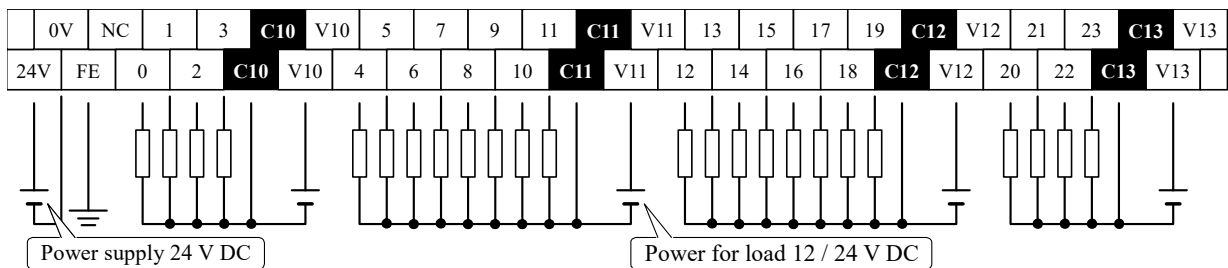 0V NC 1 3 C10 V10 5 7 9 11 C11 V11 13 15 17 19 C12 V12 21 23 C13 V13
24V FE 0 2 C10 V10 4 6 8 10 C11 V11 12 14 16 18 C12 V12 20 22 C13 V13
Power supply 24 V DC Power for load 12 / 24 V DC